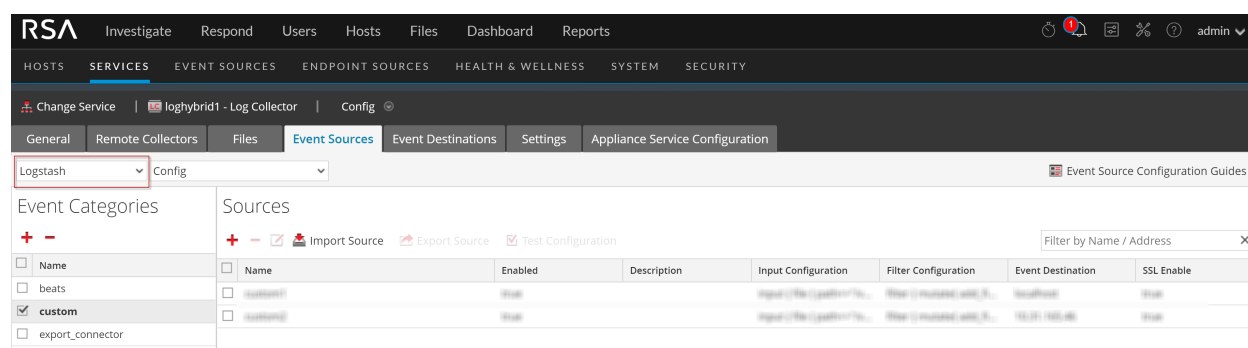 RSA Investigate Respond Users Hosts Files Dashboard Reports 1 admin
HOSTS SERVICES EVENT SOURCES ENDPOINT SOURCES HEALTH & WELLNESS SYSTEM SECURITY
Change Service | LC loghybrid1 - Log Collector | Config
General Remote Collectors Files Event Sources Event Destinations Settings Appliance Service Configuration
Logstash Config Event Source Configuration Guides
Event Categories Sources
Import Source Export Source Test Configuration Filter by Name / Address X
Name Name Enabled Description Input Configuration Filter Configuration Event Destination SSL Enable
beats
custom
export_connector